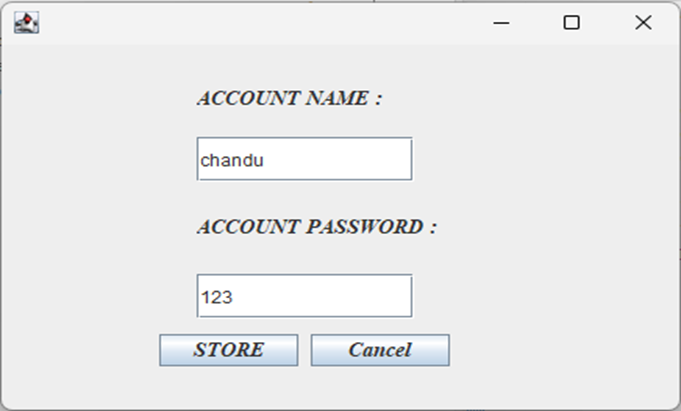 ACCOUNT NAME :
chandu
ACCOUNT PASSWORD :
123
STORE Cancel